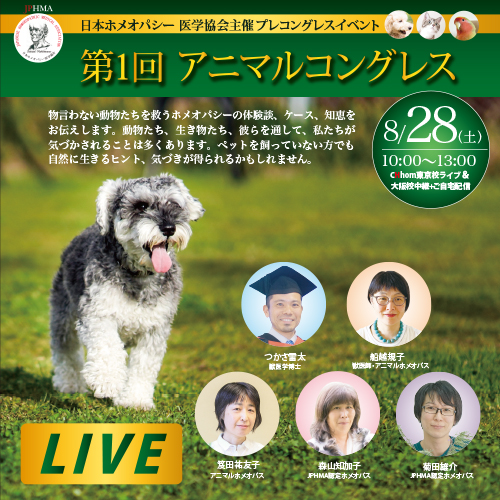 JPHMA
日本ホメオパシー 医学協会主催 プレコングレスイベント
第1回 アニマルコングレス
物言わない動物たちを救うホメオパシーの体験談、ケース、知恵を
お伝えします。動物たち、生き物たち、彼らを通して、私たちが
気づかされることは多くあります。ペットを飼っていない方でも
自然に生きるヒント、気づきが得られるかもしれません。
8/28(土)
10:00〜13:00
CHhom東京校ライブ&
大阪校中継+ご自宅配信
つかさ雷太
獣医学博士
船越規子
獣医師・アニマルホメオパス
筏田祐友子
アニマルホメオパス
森山知加子
JPHMA認定ホメオパス
菊田雄介
JPHMA認定ホメオパス
LIVE